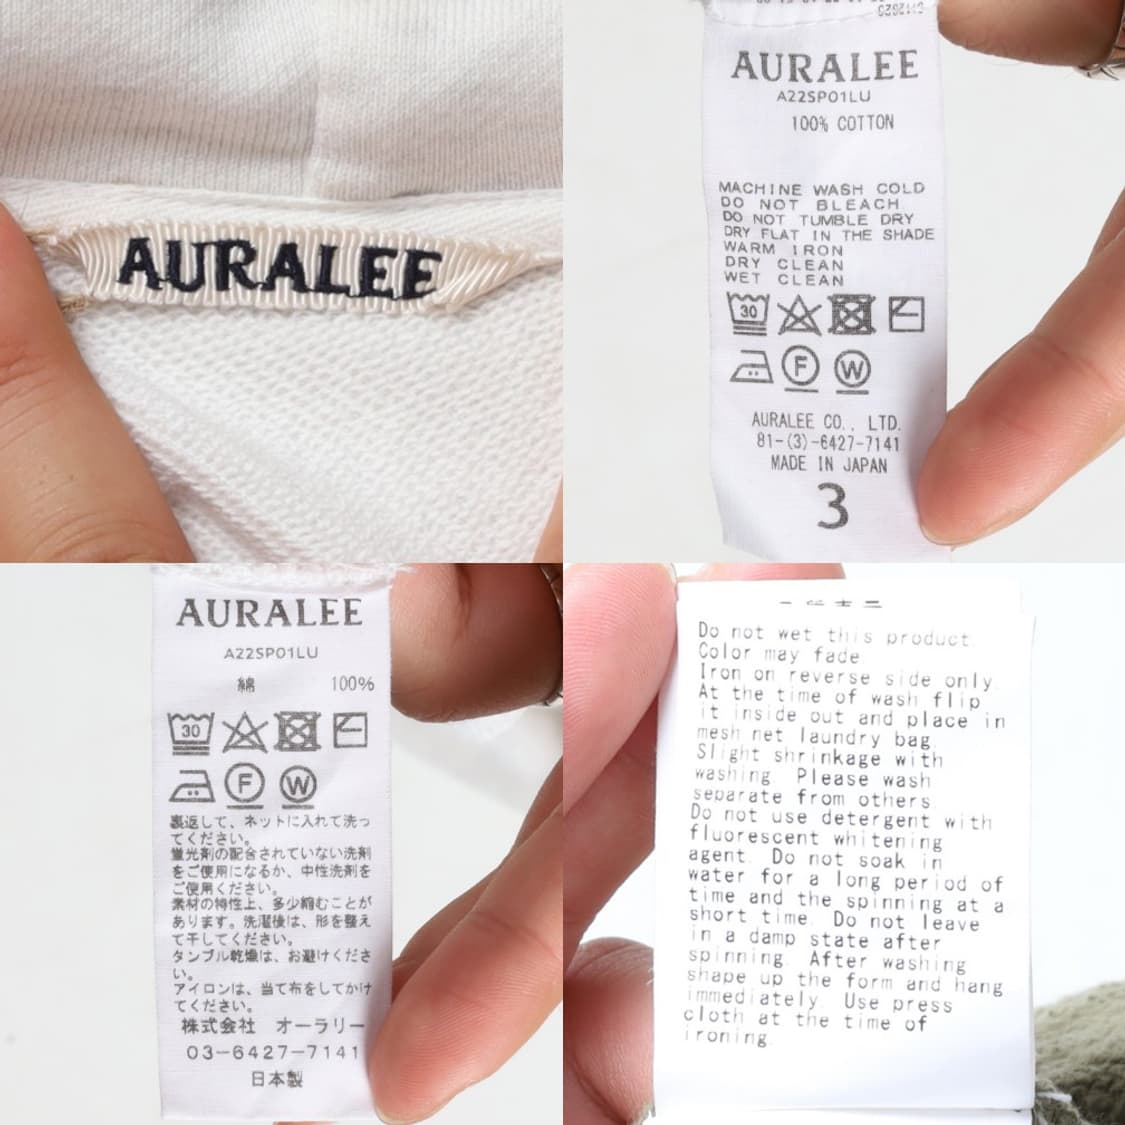 AURALEE
AURALEE
A22SP01LU
100% COTTON
MACHINE WASH COLD
DO NOT BLEACH
DO NOT TUMBLE DRY
DRY FLAT IN THE SHADE
WARM IRON
DRY CLEAN
WET CLEAN
30
F W
AURALEE CO., LTD.
81-(3)-6427-7141
MADE IN JAPAN
3
AURALEE
A22SP01LU
綿 100%
30
F W
裏返して、ネットに入れて洗っ
てください。
蛍光剤の配合されていない洗剤
をご使用になるか、中性洗剤を
ご使用ください。
素材の特性上、多少縮むことが
あります。洗濯後は、形を整え
て干してください。
タンブル乾燥は、お避けくださ
い。
アイロンは、当て布をしてかけ
てください。
株式会社 オーラリー
03-6427-7141
日本製
Do not wet this product.
Color may fade.
Iron on reverse side only.
At the time of wash flip
it inside out and place in
mesh net laundry bag.
Slight shrinkage with
washing. Please wash
separate from others.
Do not use detergent with
fluorescent whitening
agent. Do not soak in
water for a long period of
time and the spinning at a
short time. Do not leave
in a damp state after
spinning. After washing
shape up the form and hang
immediately. Use press
cloth at the time of
ironing.